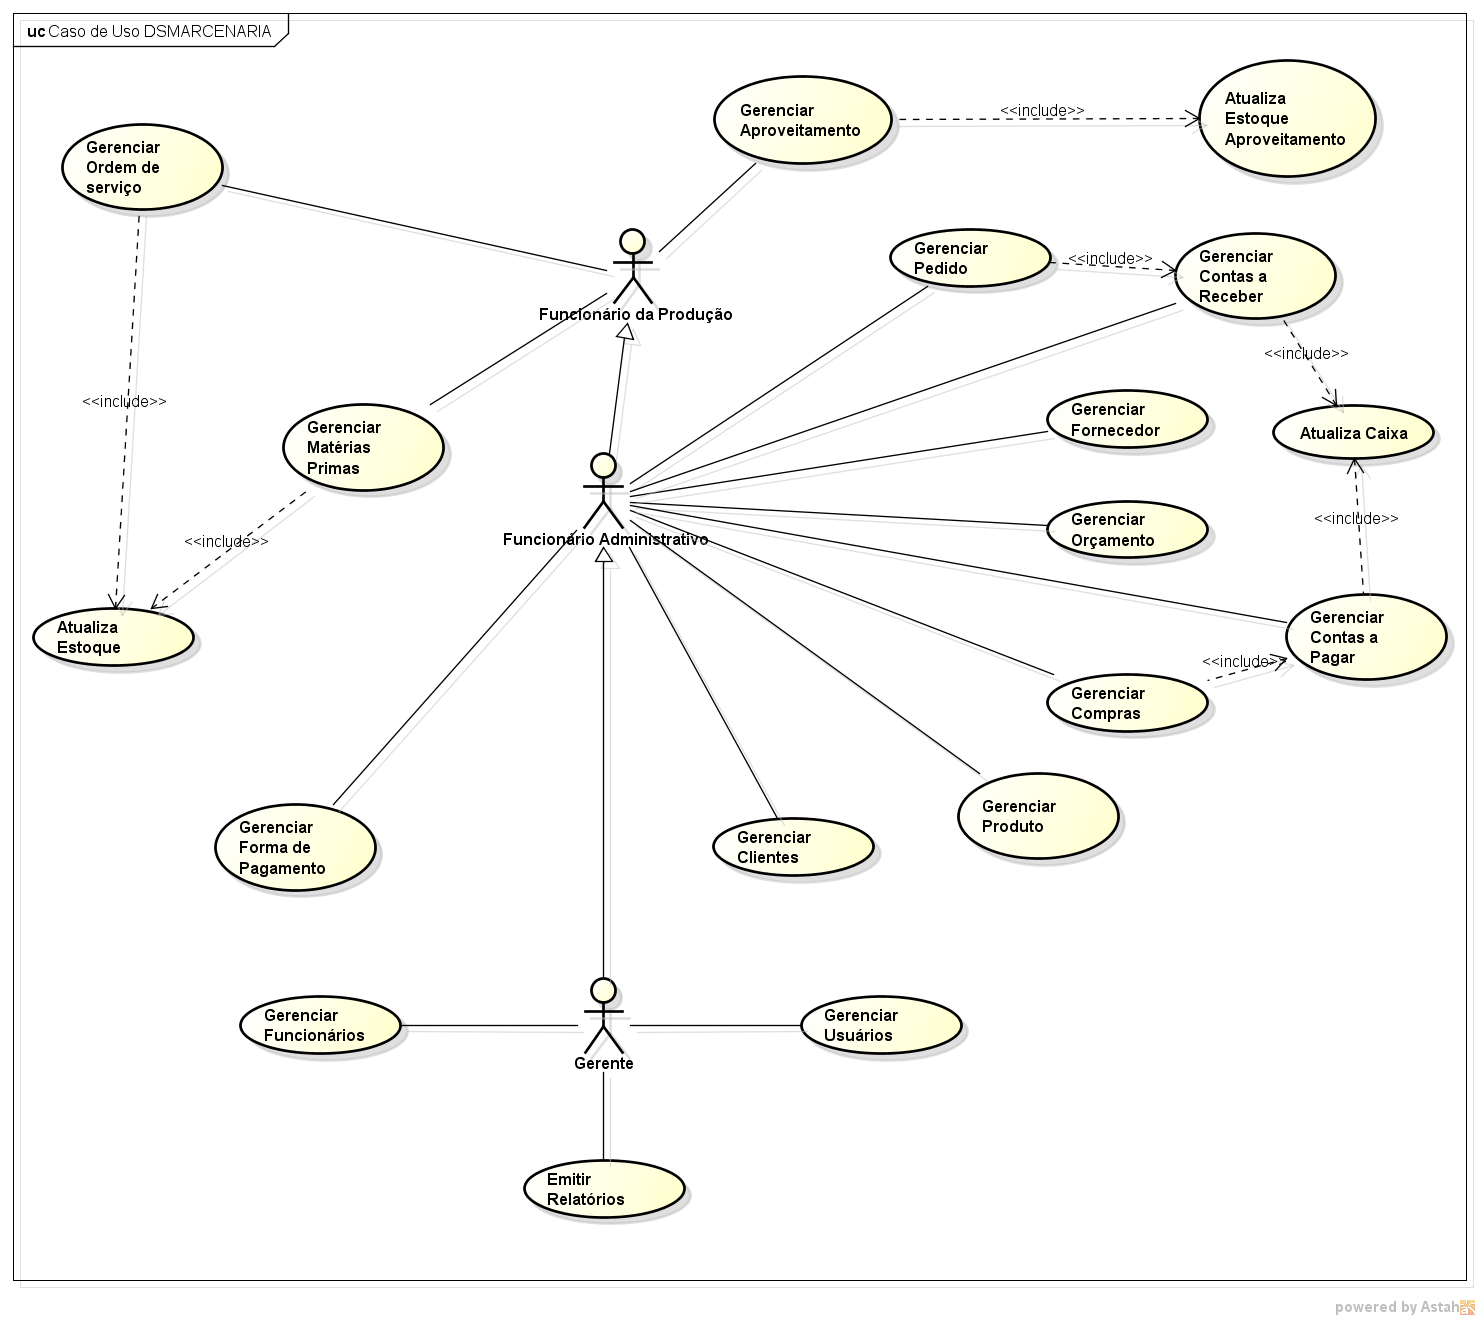 uc Caso de Uso DSMARCENARIA
Gerenciar
Aproveitamento
<<include>>
Atualiza
Estoque
Aproveitamento
Gerenciar
Ordem de
serviço
Funcionário da Produção
Gerenciar
Pedido
<<include>>
Gerenciar
Contas a
Receber
<<include>>
<<include>>
Gerenciar
Matérias
Primas
Gerenciar
Fornecedor
Atualiza Caixa
<<include>>
Funcionário Administrativo
Gerenciar
Orçamento
<<include>>
Atualiza
Estoque
Gerenciar
Contas a
Pagar
<<include>>
Gerenciar
Compras
Gerenciar
Forma de
Pagamento
Gerenciar
Clientes
Gerenciar
Produto
Gerenciar
Funcionários
Gerente
Gerenciar
Usuários
Emitir
Relatórios
powered by Astah